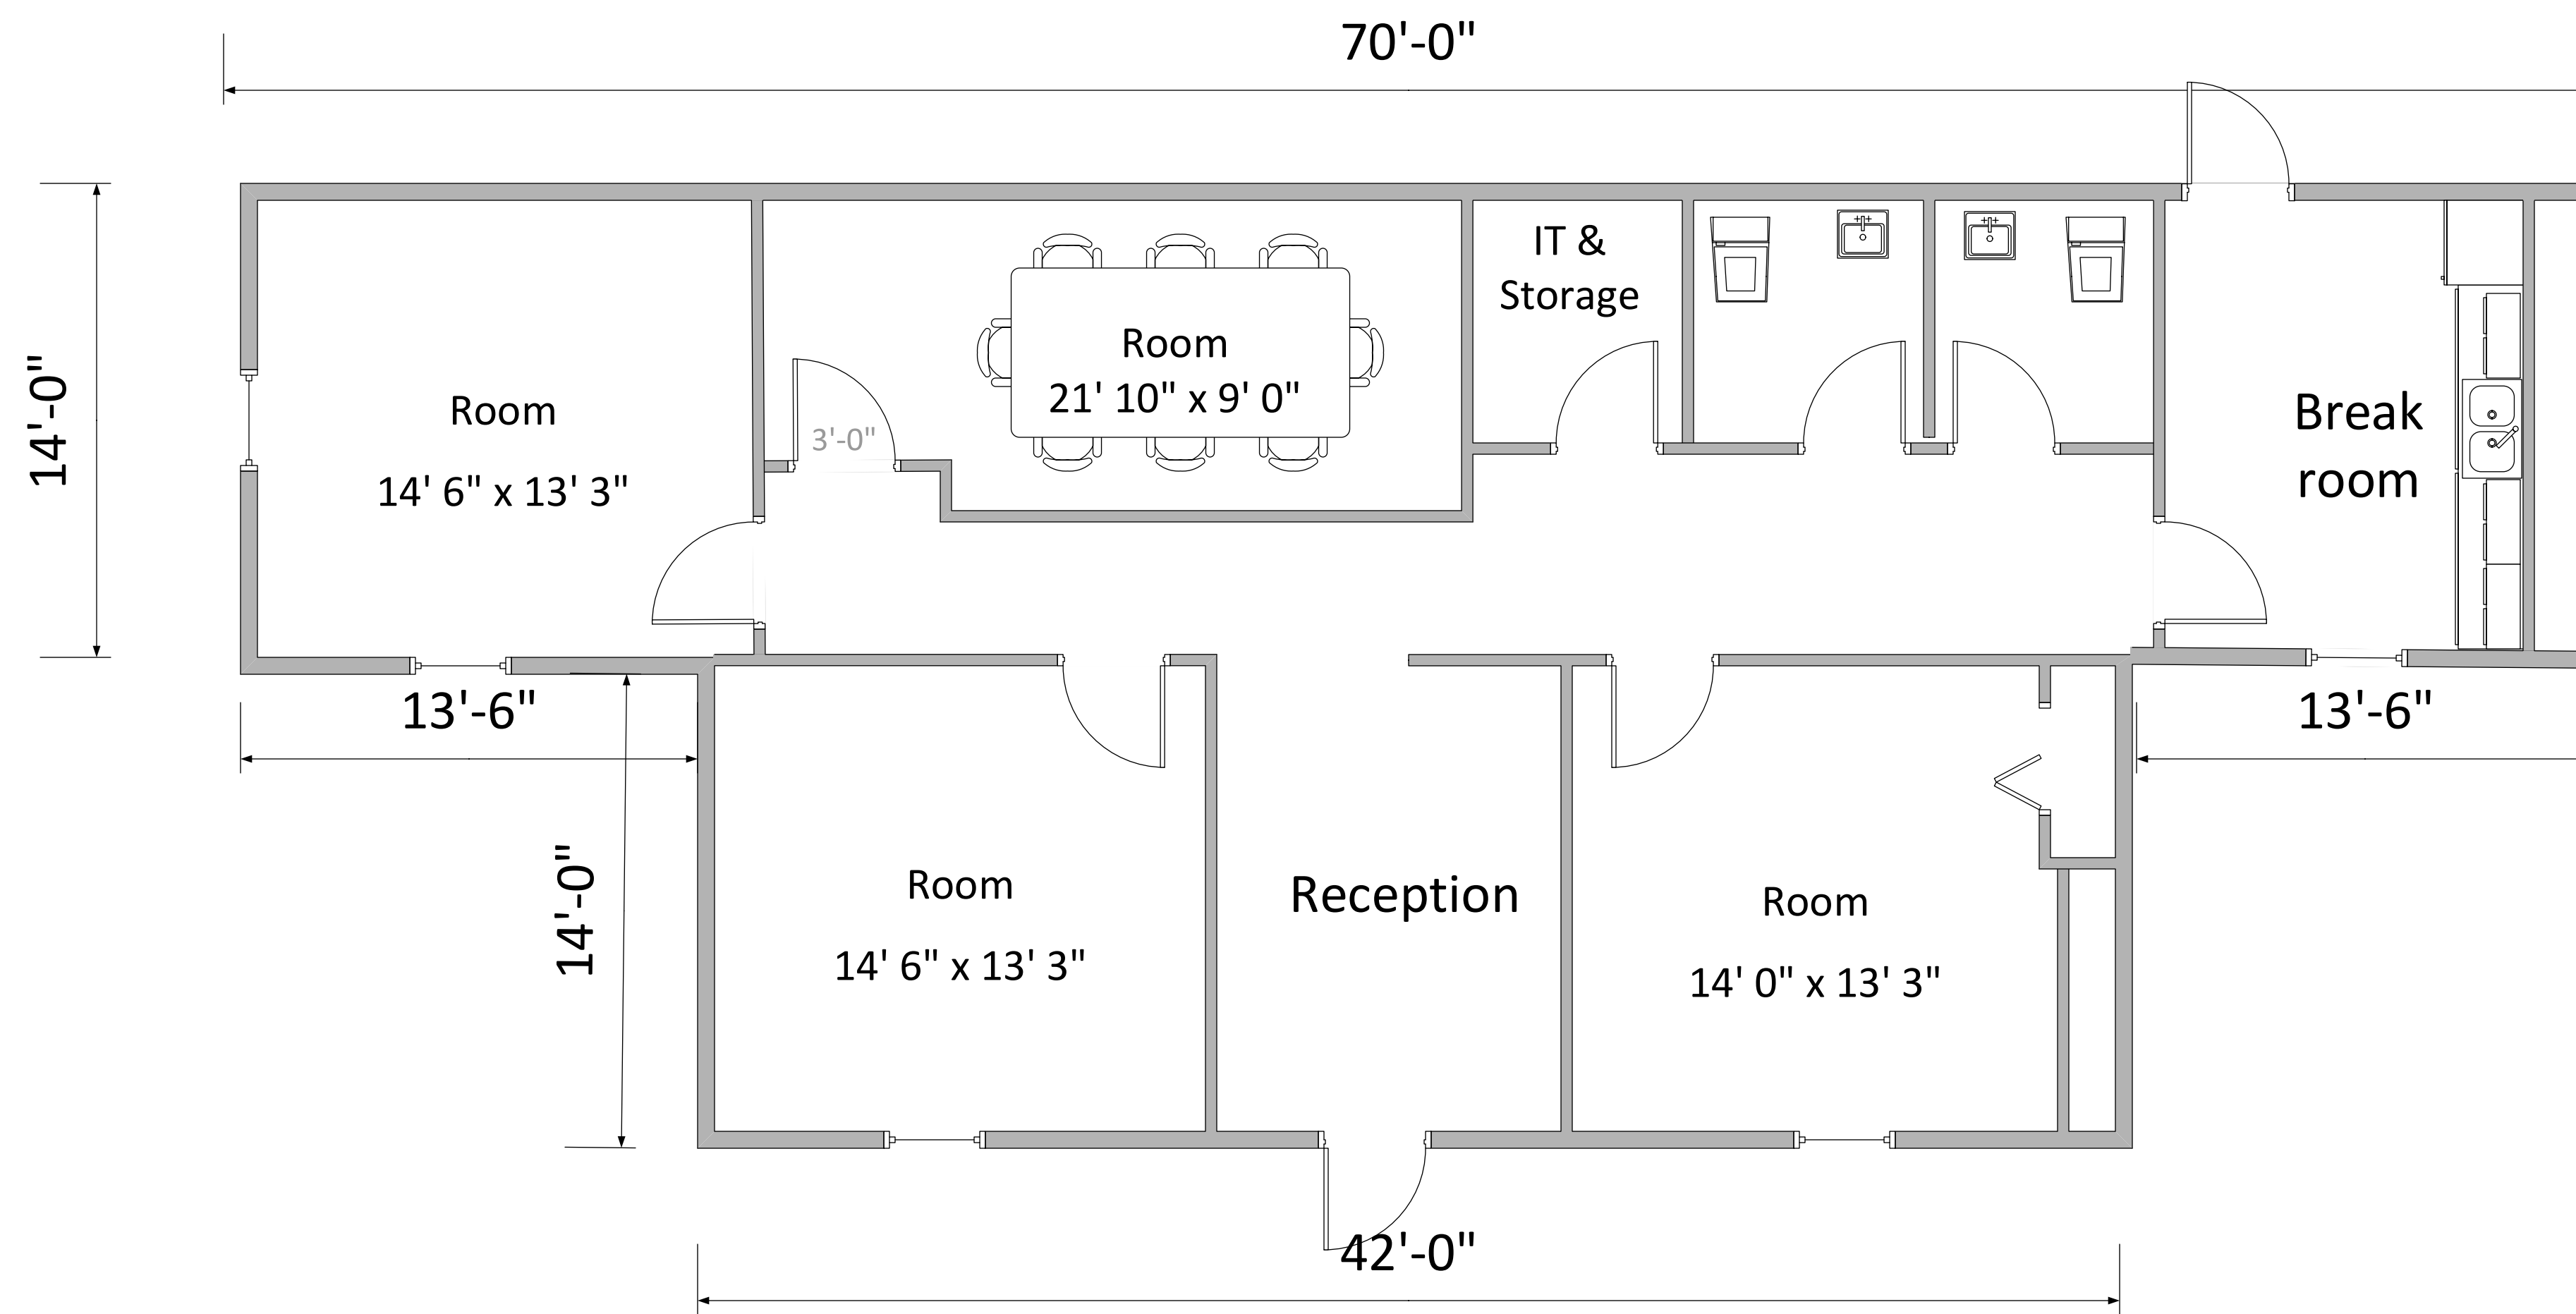 70'-0"
IT &
Storage
Room
21' 10" x 9' 0"
3'-0"
14'-0"
Room
14' 6" x 13' 3"
Break
room
13'-6"
13'-6"
14'-0"
Room
14' 6" x 13' 3"
Reception
Room
14' 0" x 13' 3"
42'-0"